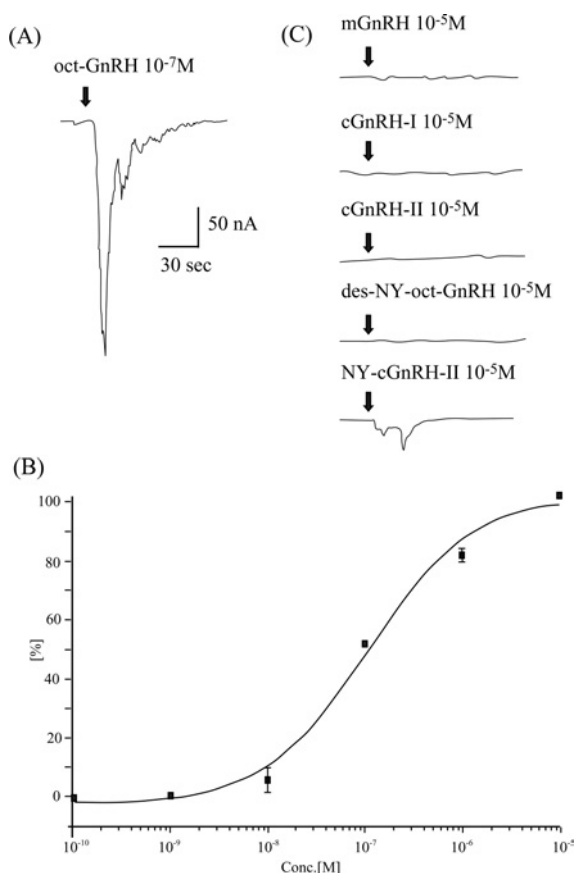 (A)
oct-GnRH 10⁻⁷M
50 nA
30 sec
(C)
mGnRH 10⁻⁵M
cGnRH-I 10⁻⁵M
cGnRH-II 10⁻⁵M
des-NY-oct-GnRH 10⁻⁵M
NY-cGnRH-II 10⁻⁵M
(B)
100
80
60
40
20
0
[%]
10⁻¹⁰ 10⁻⁹ 10⁻⁸ 10⁻⁷ 10⁻⁶ 10⁻⁵
Conc.[M]